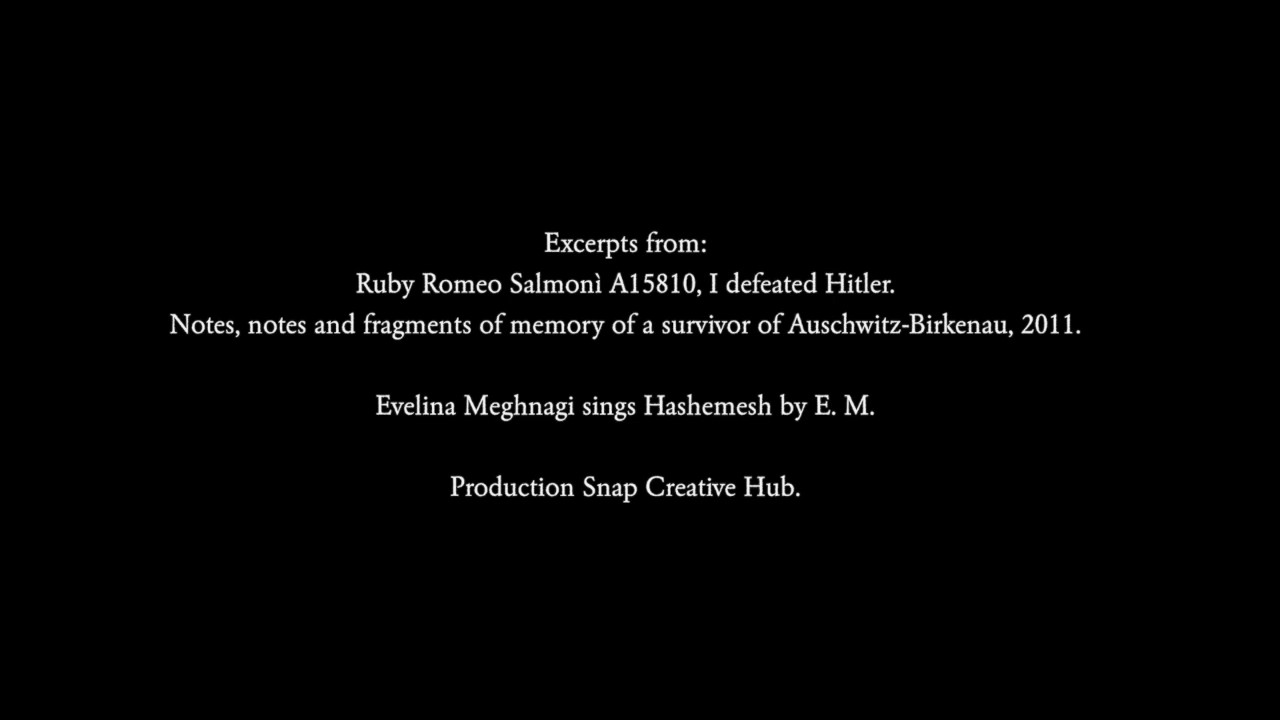 Excerpts from:
Ruby Romeo Salmonì A15810, I defeated Hitler.
Notes, notes and fragments of memory of a survivor of Auschwitz-Birkenau, 2011.
Evelina Meghnagi sings Hashemesh by E. M.
Production Snap Creative Hub.